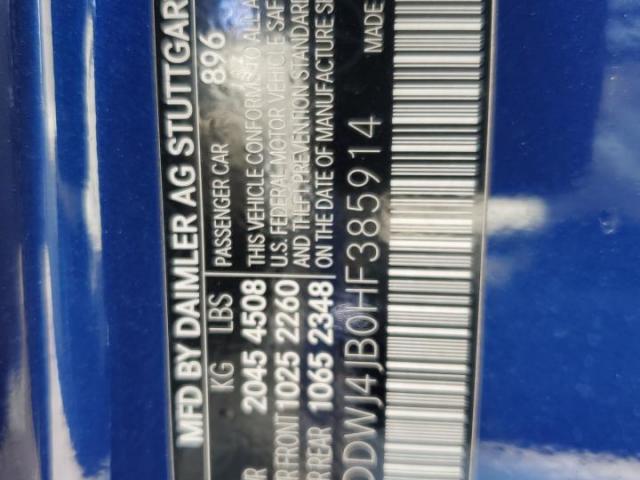 MFD BY DAIMLER AG STUTTGAR
KG LBS PASSENGER CAR 896
2045 4508 THIS VEHICLE CONFORMS TO ALL A
FRONT 1025 2260 U.S. FEDERAL MOTOR VEHICLE SAF
REAR 1065 2348 AND THEFT PREVENTION STANDAR
ON THE DATE OF MANUFACTURE S
DDWJ4JB0HF385914 MADE